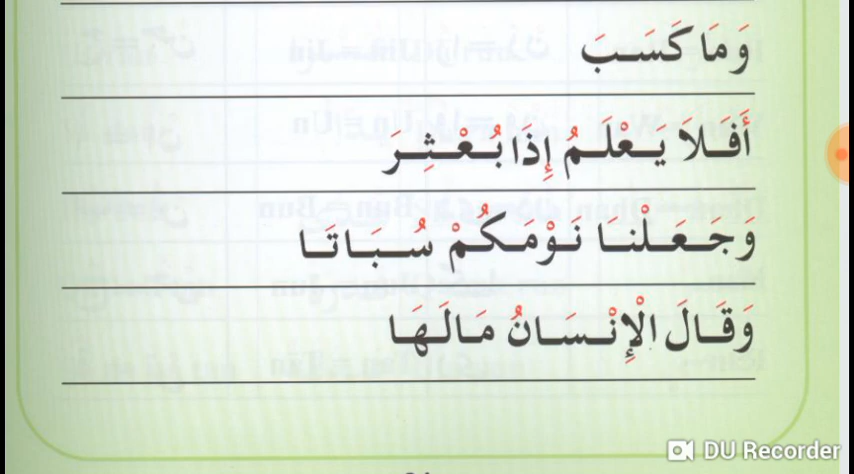 وَمَا كَسَبَ
أَفَلَا يَعْلَمُ إِذَا بُعْثِرَ
وَجَعَلْنَا نَوْمَكُمْ سُبَاتَا
وَقَالَ الْإِنْسَانُ مَالَهَا
DU Recorder